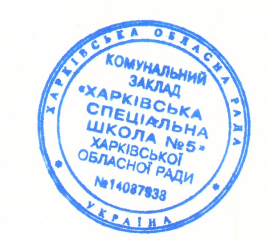 ХАРКІВСЬКА ОБЛАСНА РАДА
КОМУНАЛЬНИЙ
ЗАКЛАД
«ХАРКІВСЬКА
СПЕЦІАЛЬНА
ШКОЛА №5»
ХАРКІВСЬКОЇ
ОБЛАСНОЇ РАДИ
№14087938
* УКРАЇНА *